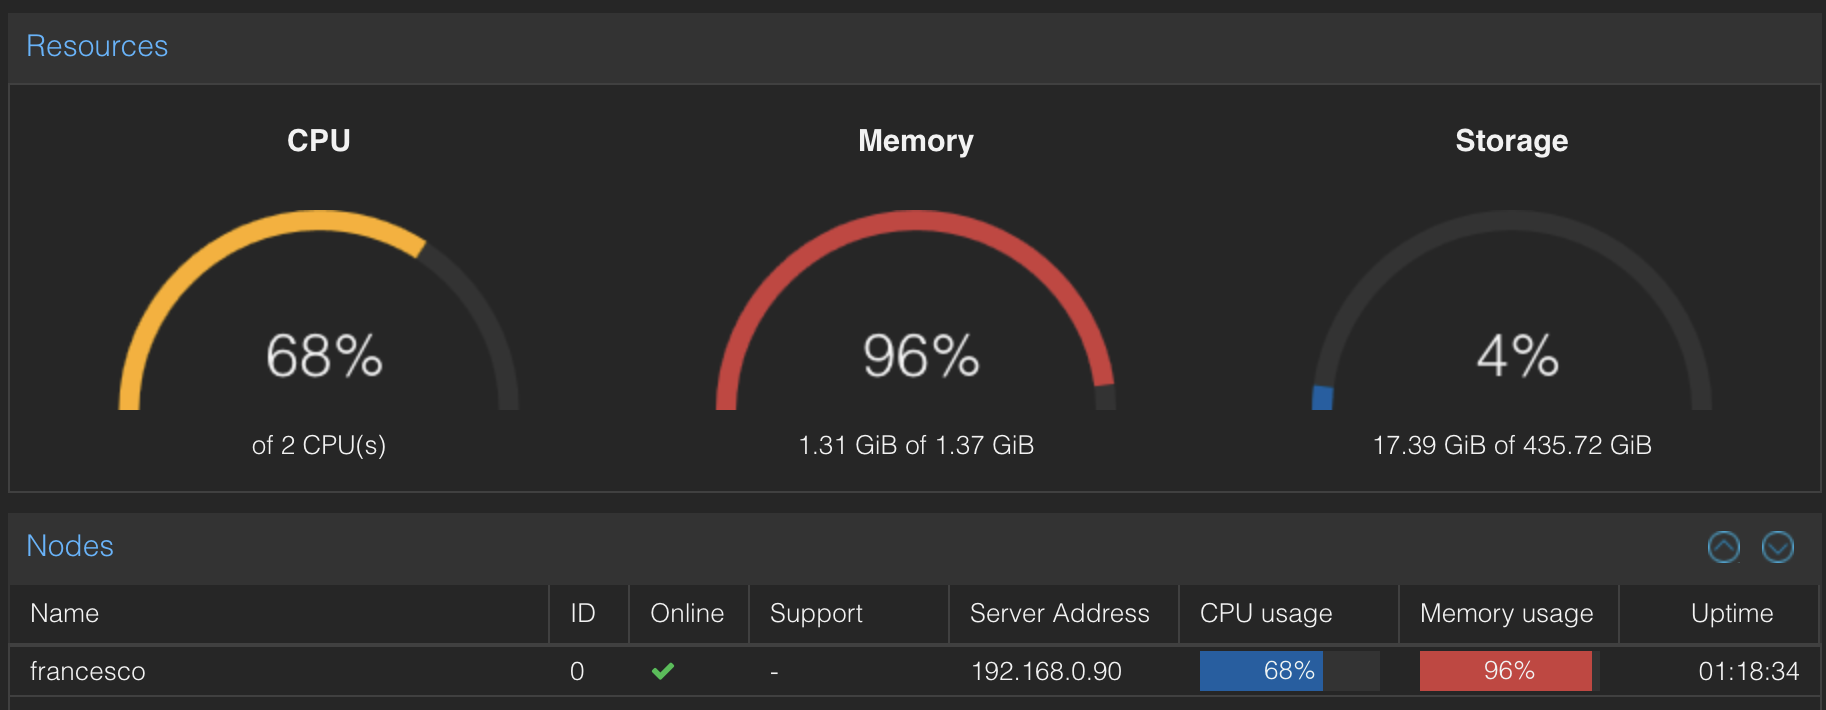 Resources
CPU Memory Storage
68% 96% 4%
of 2 CPU(s) 1.31 GiB of 1.37 GiB 17.39 GiB of 435.72 GiB
Nodes
Name ID Online Support Server Address CPU usage Memory usage Uptime
francesco 0 - 192.168.0.90 68% 96% 01:18:34